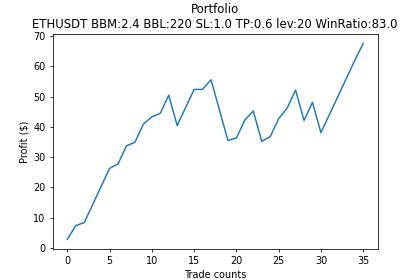 Portfolio
ETHUSDT BBM:2.4 BBL:220 SL:1.0 TP:0.6 lev:20 WinRatio:83.0
70
60
50
40
30
20
10
0
Profit ($)
0 5 10 15 20 25 30 35
Trade counts